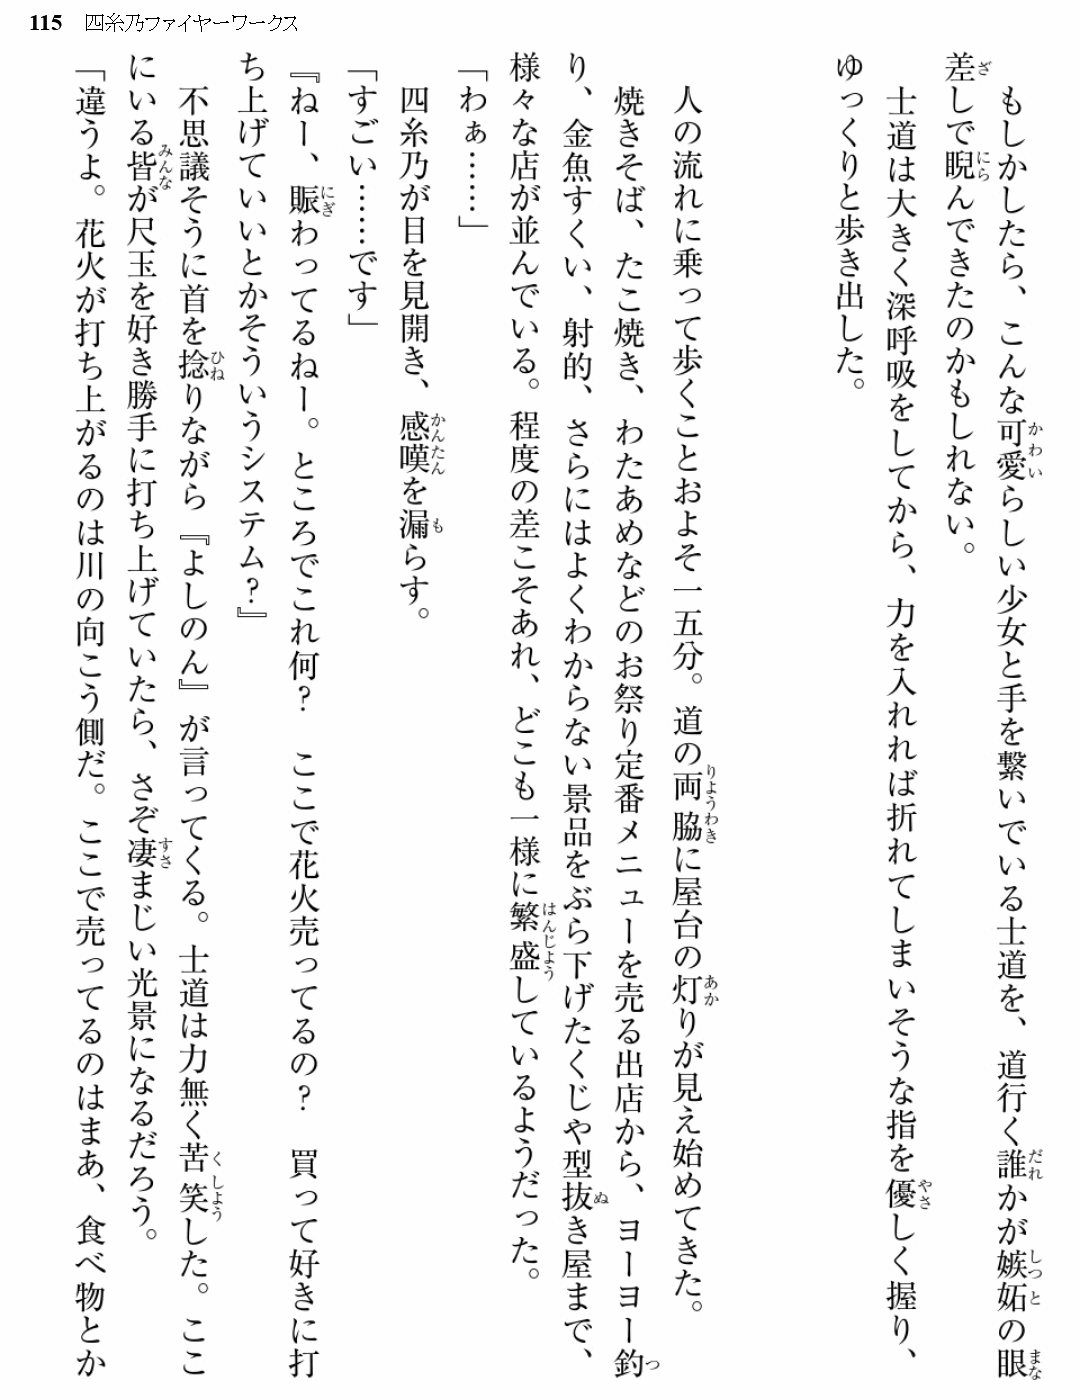 115 四糸乃ファイヤーワークス
もしかしたら、こんな可愛らしい少女と手を繋いでいる士道を、道行く誰かが嫉妬の眼
差しで睨んできたのかもしれない。
士道は大きく深呼吸をしてから、力を入れれば折れてしまいそうな指を優しく握り、
ゆっくりと歩き出した。
人の流れに乗って歩くことおよそ一五分。道の両脇に屋台の灯りが見え始めてきた。
焼きそば、たこ焼き、わたあめなどのお祭り定番メニューを売る出店から、ヨーヨー釣
り、金魚すくい、射的、さらにはよくわからない景品をぶら下げたくじや型抜き屋まで、
様々な店が並んでいる。程度の差こそあれ、どこも一様に繁盛しているようだった。
「わぁ……」
四糸乃が目を見開き、感嘆を漏らす。
「すごい……です」
『ねー、賑わってるねー。ところでこれ何？　ここで花火売ってるの？　買って好きに打
ち上げていいとかそういうシステム？』
不思議そうに首を捻りながら『よしのん』が言ってくる。士道は力無く苦笑した。ここ
にいる皆が尺玉を好き勝手に打ち上げていたら、さぞ凄まじい光景になるだろう。
「違うよ。花火が打ち上がるのは川の向こう側だ。ここで売ってるのはまあ、食べ物とか